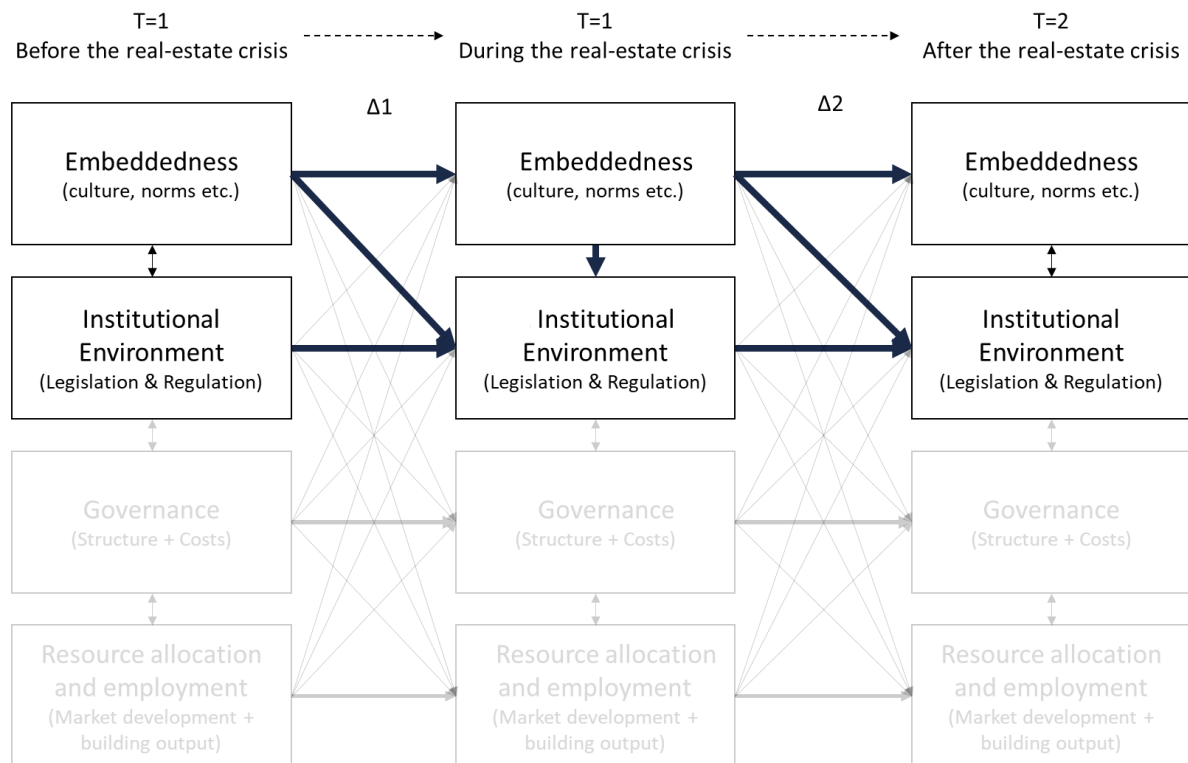 T=1
Before the real-estate crisis
T=1
During the real-estate crisis
T=2
After the real-estate crisis
Δ1
Δ2
Embeddedness
(culture, norms etc.)
Embeddedness
(culture, norms etc.)
Embeddedness
(culture, norms etc.)
Institutional
Environment
(Legislation & Regulation)
Institutional
Environment
(Legislation & Regulation)
Institutional
Environment
(Legislation & Regulation)
Governance
(Structure + Costs)
Governance
(Structure + Costs)
Governance
(Structure + Costs)
Resource allocation
and employment
(Market development +
building output)
Resource allocation
and employment
(Market development +
building output)
Resource allocation
and employment
(Market development +
building output)